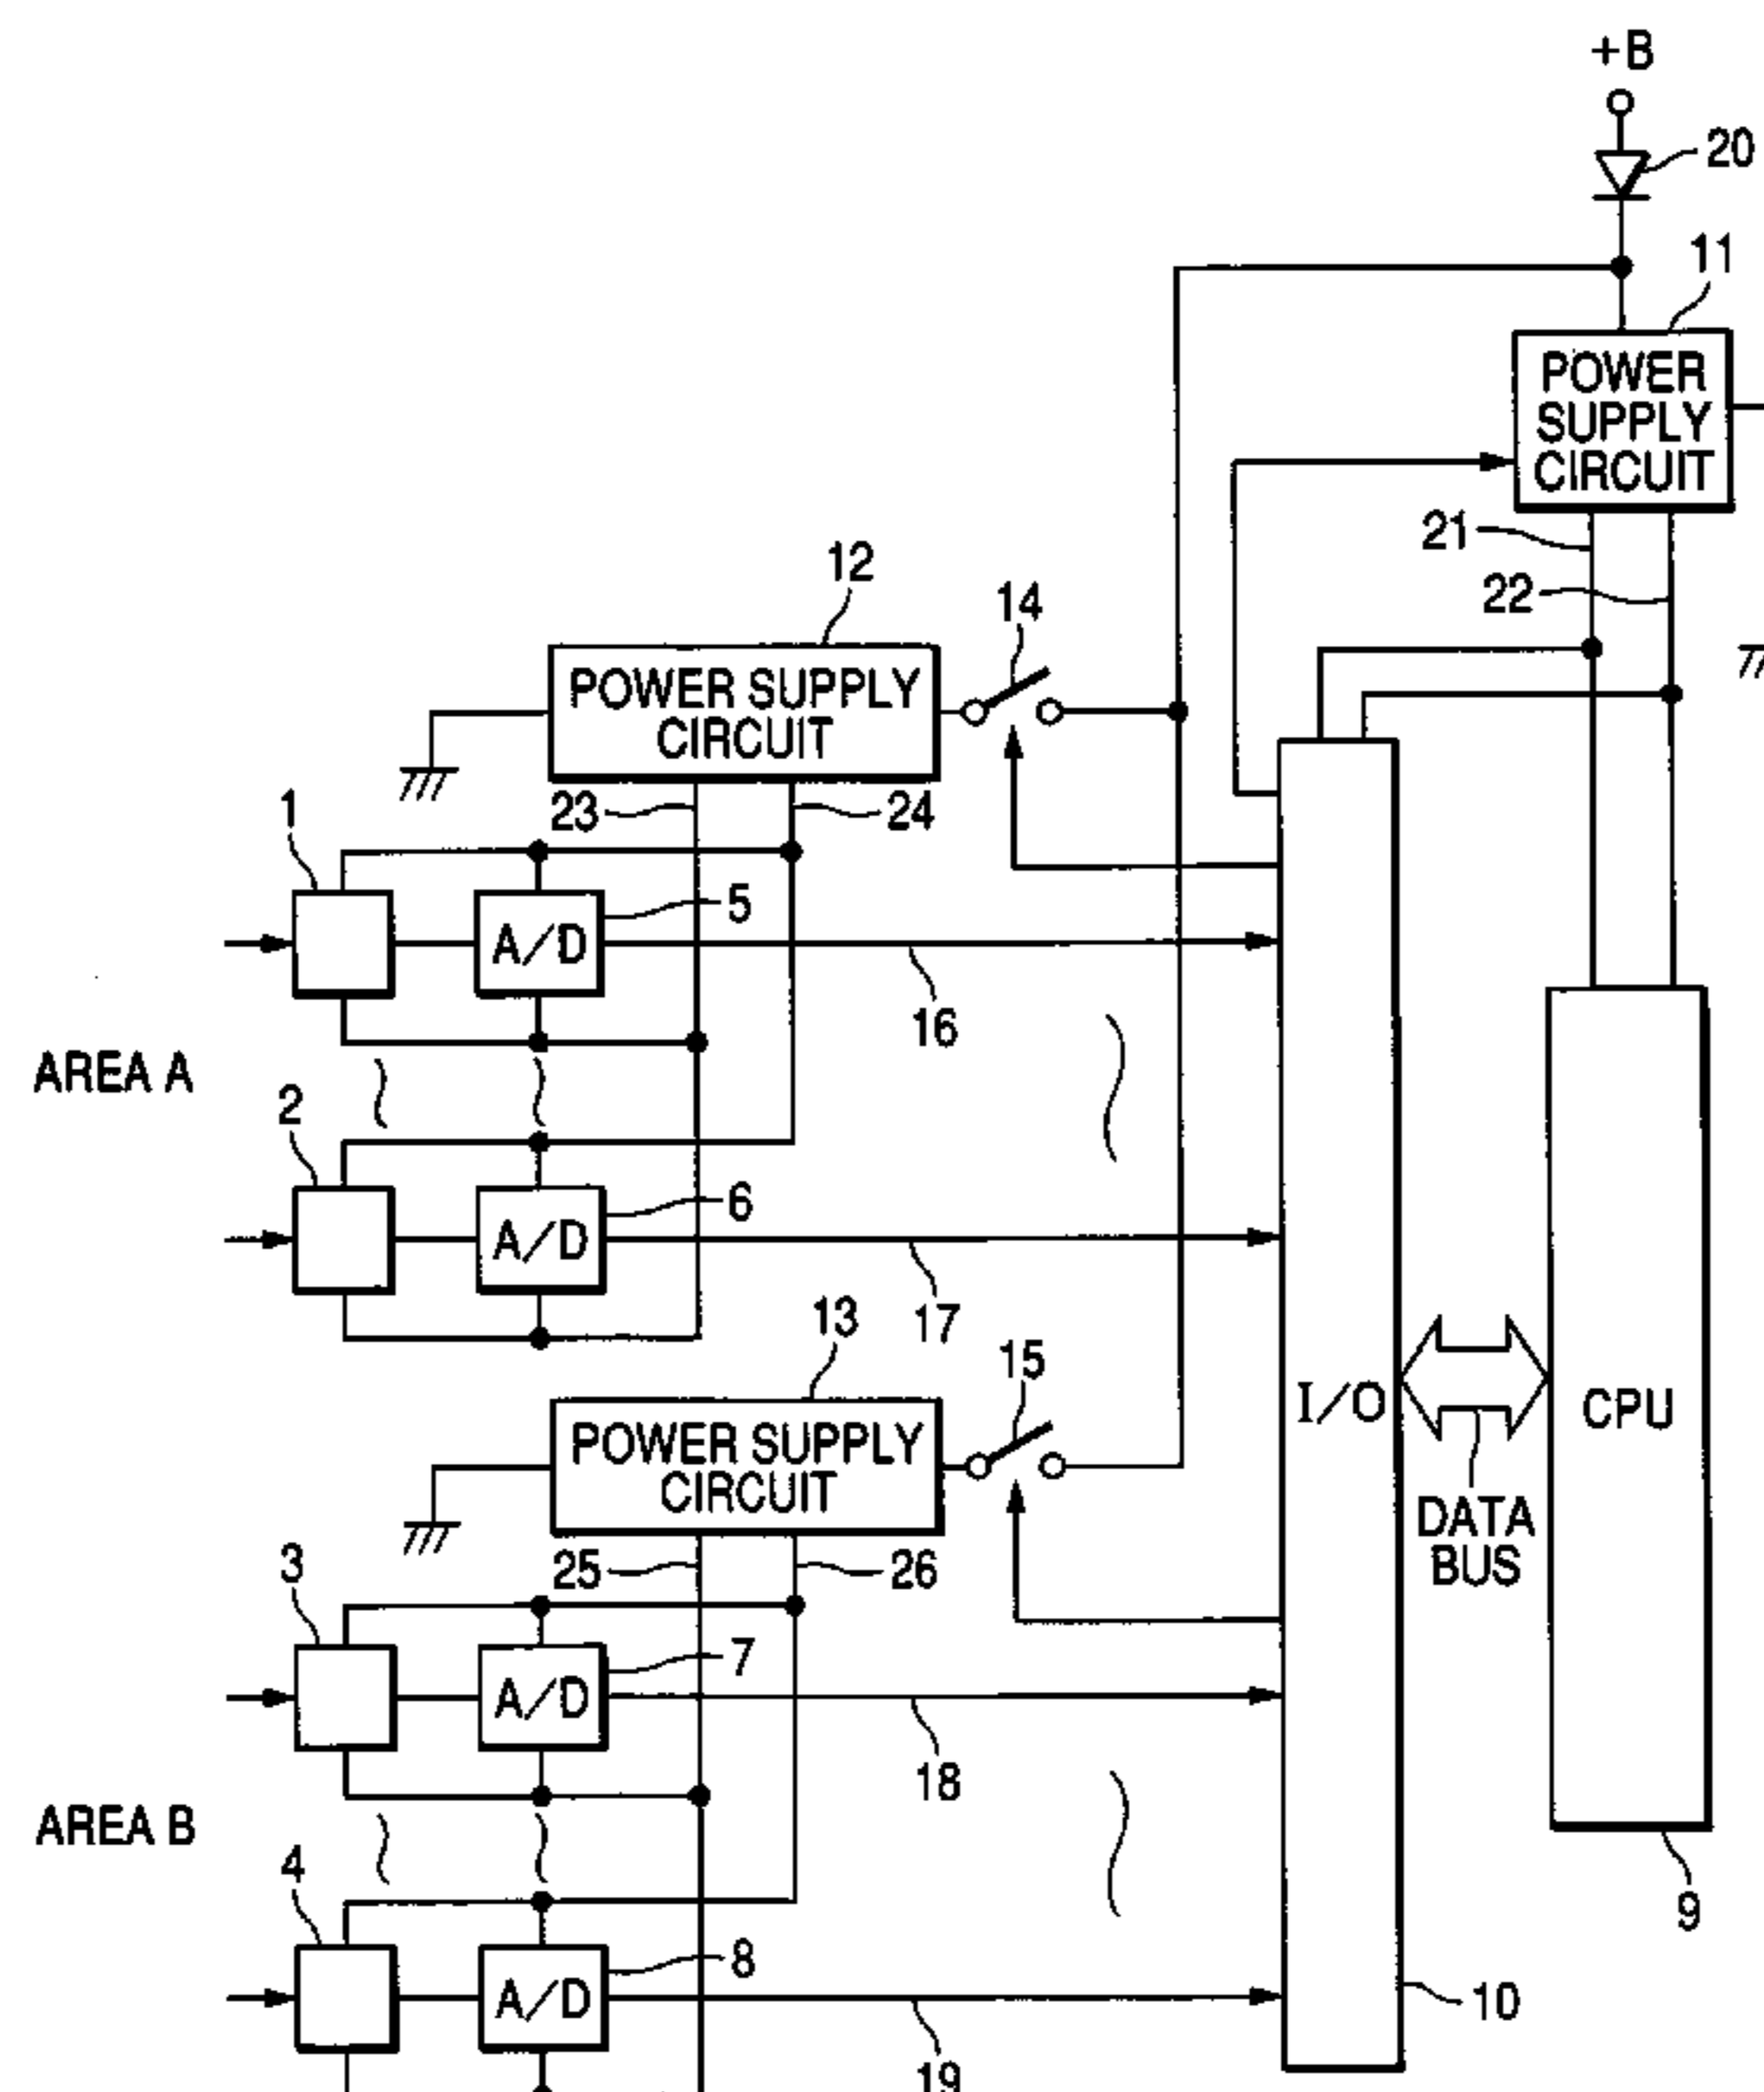 +B
20
11
POWER
SUPPLY
CIRCUIT
21
22
12
14
POWER SUPPLY
CIRCUIT
23
24
1
5
A/D
16
AREA A
2
6
A/D
17
13
15
POWER SUPPLY
CIRCUIT
I/O
CPU
DATA
BUS
25
26
3
7
A/D
18
AREA B
4
9
8
A/D
10
19